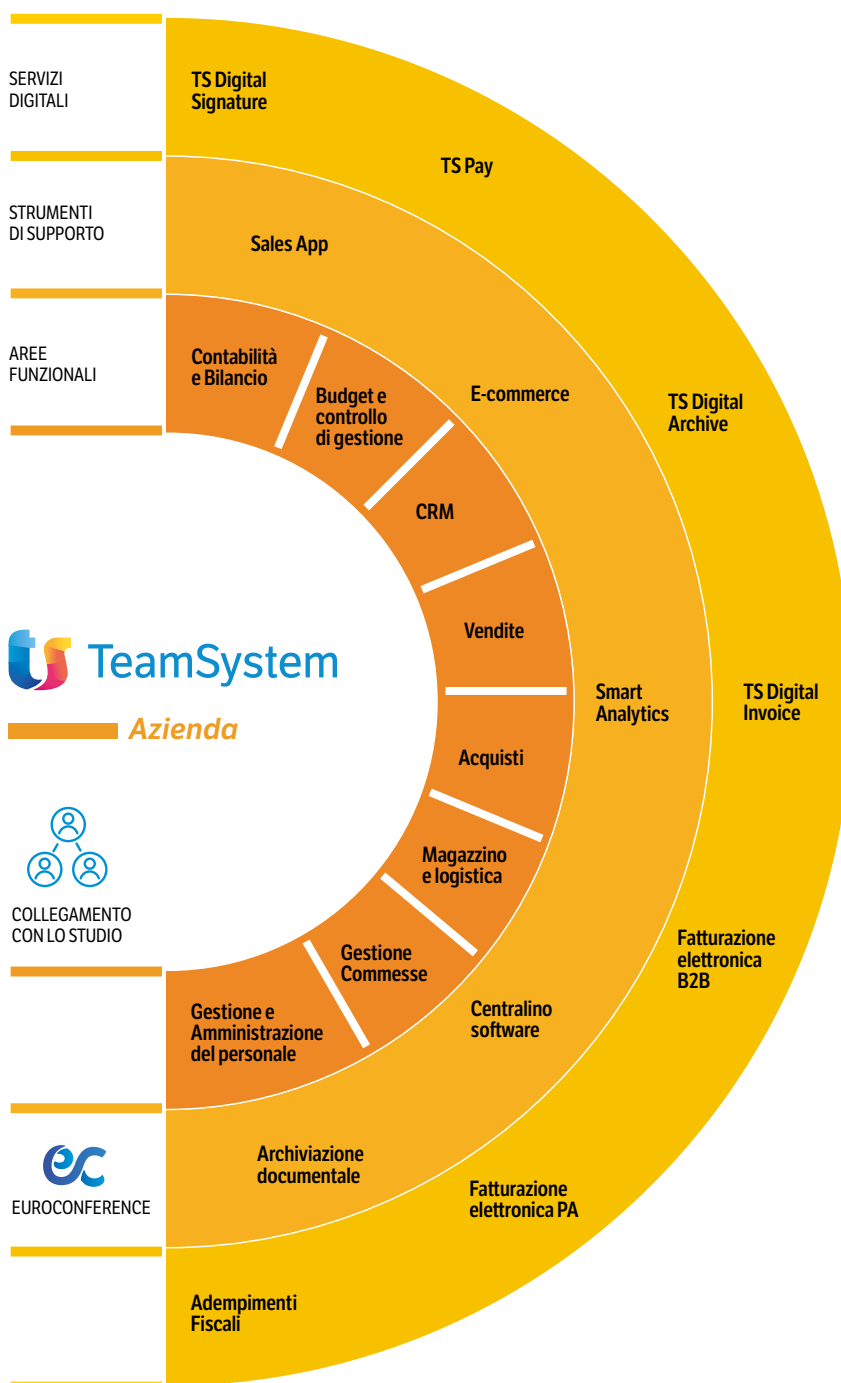 SERVIZI
DIGITALI
TS Digital
Signature
TS Pay
STRUMENTI
DI SUPPORTO
Sales App
AREE
FUNZIONALI
Contabilità
e Bilancio
Budget e
controllo
di gestione
E-commerce
TS Digital
Archive
CRM
Vendite
TeamSystem
Azienda
Smart
Analytics
TS Digital
Invoice
Acquisti
Magazzino
e logistica
COLLEGAMENTO
CON LO STUDIO
Gestione
Commesse
Fatturazione
elettronica
B2B
Gestione e
Amministrazione
del personale
Centralino
software
ec
EUROCONFERENCE
Archiviazione
documentale
Fatturazione
elettronica PA
Adempimenti
Fiscali